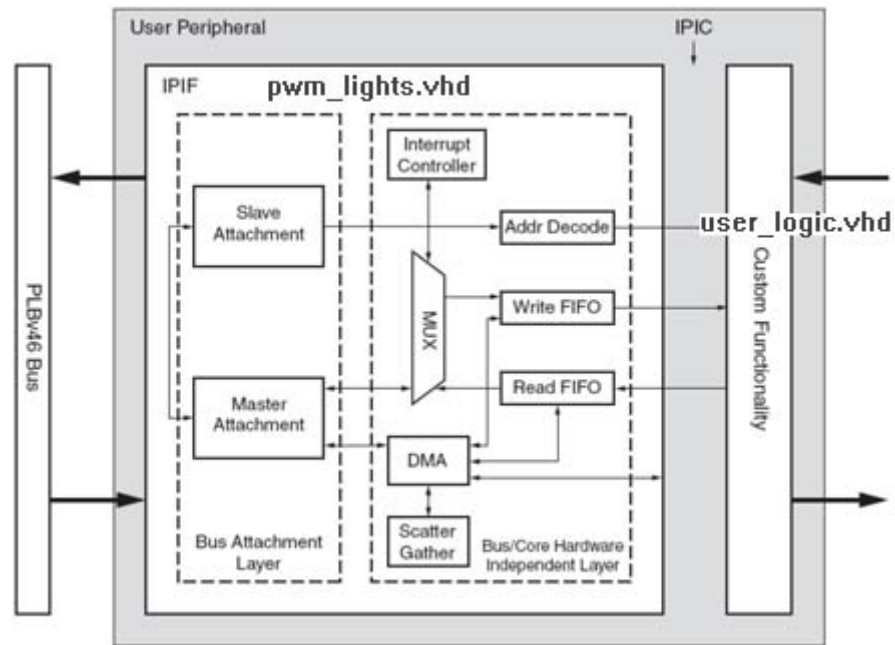 User Peripheral
IPIC
IPIF
pwm_lights.vhd
Interrupt
Controller
Slave
Attachment
Addr Decode
user_logic.vhd
MUX
Write FIFO
Read FIFO
Master
Attachment
DMA
Scatter
Gather
Bus Attachment
Layer
Bus/Core Hardware
Independent Layer
PLBv46 Bus
Custom Functionality